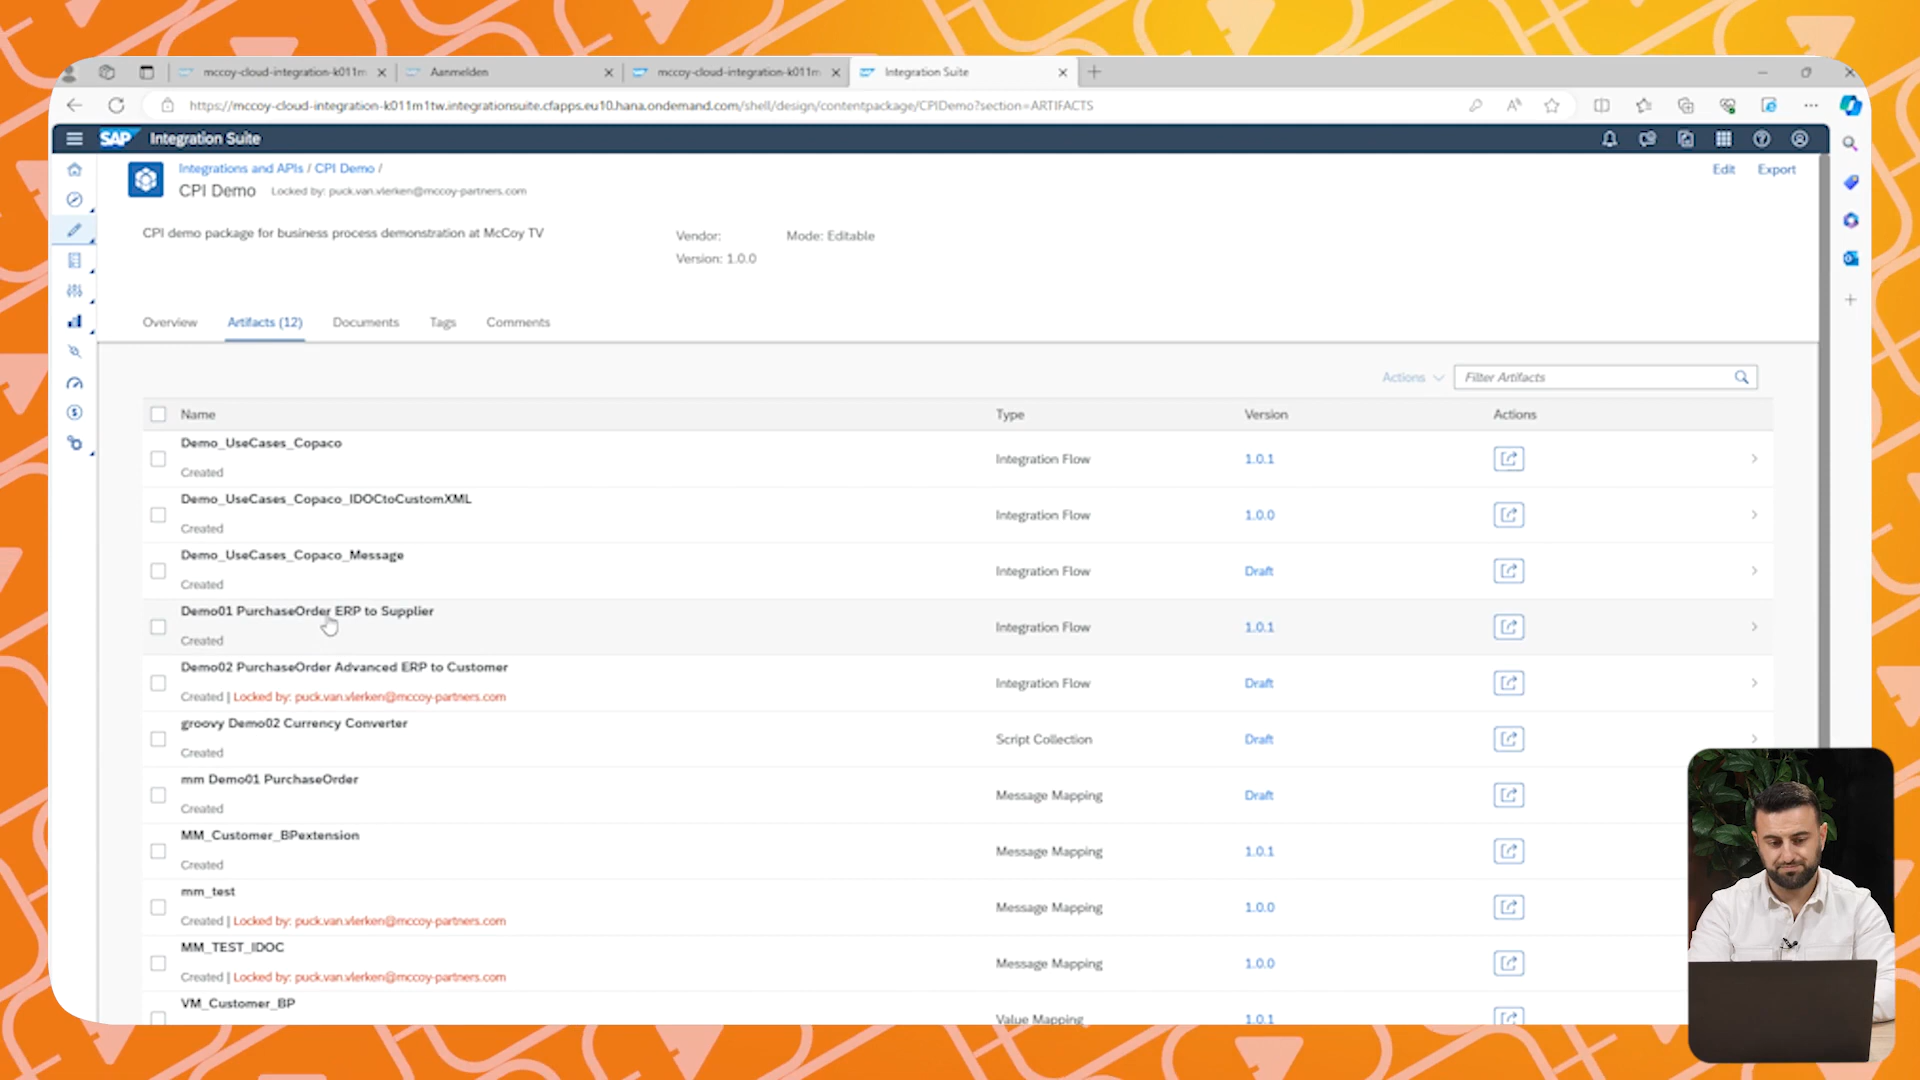 mccoy-cloud-integration-k011m
Aanmelden
mccoy-cloud-integration-k011m
Integration Suite
https://mccoy-cloud-integration-k011m1tw.integrationsuite.cfapps.eu10.hana.ondemand.com/shell/design/contentpackage/CPIDemo?section=ARTIFACTS
SAP Integration Suite
Integrations and APIs / CPI Demo /
Edit Export
CPI Demo Locked by: puck.van.vlerken@mccoy-partners.com
CPI demo package for business process demonstration at McCoy TV
Vendor: Mode: Editable
Version: 1.0.0
Overview Artifacts (12) Documents Tags Comments
Actions Filter Artifacts
Name Type Version Actions
Demo_UseCases_Copaco
Integration Flow 1.0.1
Created
Demo_UseCases_Copaco_IDOCtoCustomXML
Integration Flow 1.0.0
Created
Demo_UseCases_Copaco_Message
Integration Flow Draft
Created
Demo01 PurchaseOrder ERP to Supplier
Integration Flow 1.0.1
Created
Demo02 PurchaseOrder Advanced ERP to Customer
Integration Flow Draft
Created | Locked by: puck.van.vlerken@mccoy-partners.com
groovy Demo02 Currency Converter
Script Collection Draft
Created
mm Demo01 PurchaseOrder
Message Mapping Draft
Created
MM_Customer_BPextension
Message Mapping 1.0.1
Created
mm_test
Message Mapping 1.0.0
Created | Locked by: puck.van.vlerken@mccoy-partners.com
MM_TEST_IDOC
Message Mapping 1.0.0
Created | Locked by: puck.van.vlerken@mccoy-partners.com
VM_Customer_BP
Value Mapping 1.0.1